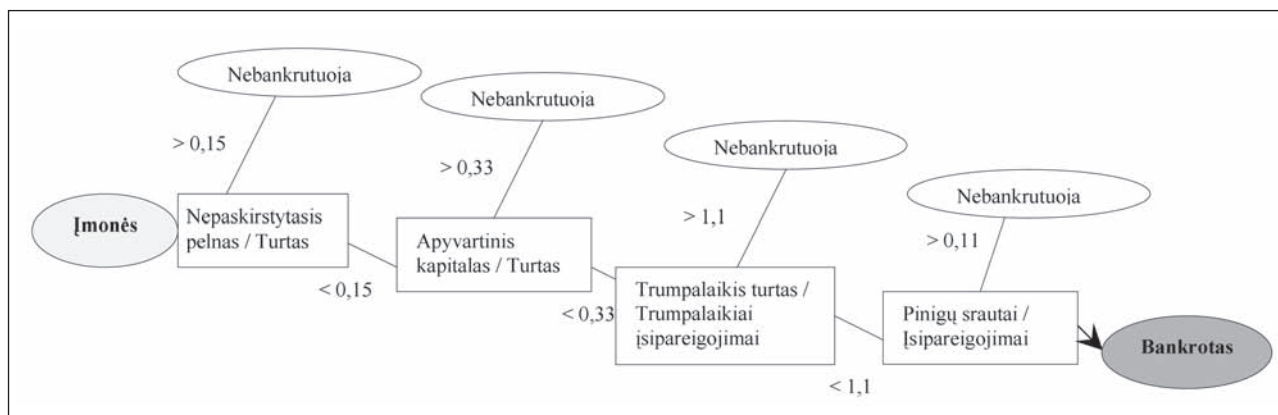 Nebankrutuoja
Nebankrutuoja
Nebankrutuoja
Nebankrutuoja
> 0,15
> 0,33
> 1,1
> 0,11
Įmonės
Nepaskirstytasis
pelnas / Turtas
< 0,15
Apyvartinis
kapitalas / Turtas
< 0,33
Trumpalaikis turtas /
Trumpalaikiai
įsipareigojimai
< 1,1
Pinigų srautai /
Įsipareigojimai
Bankrotas